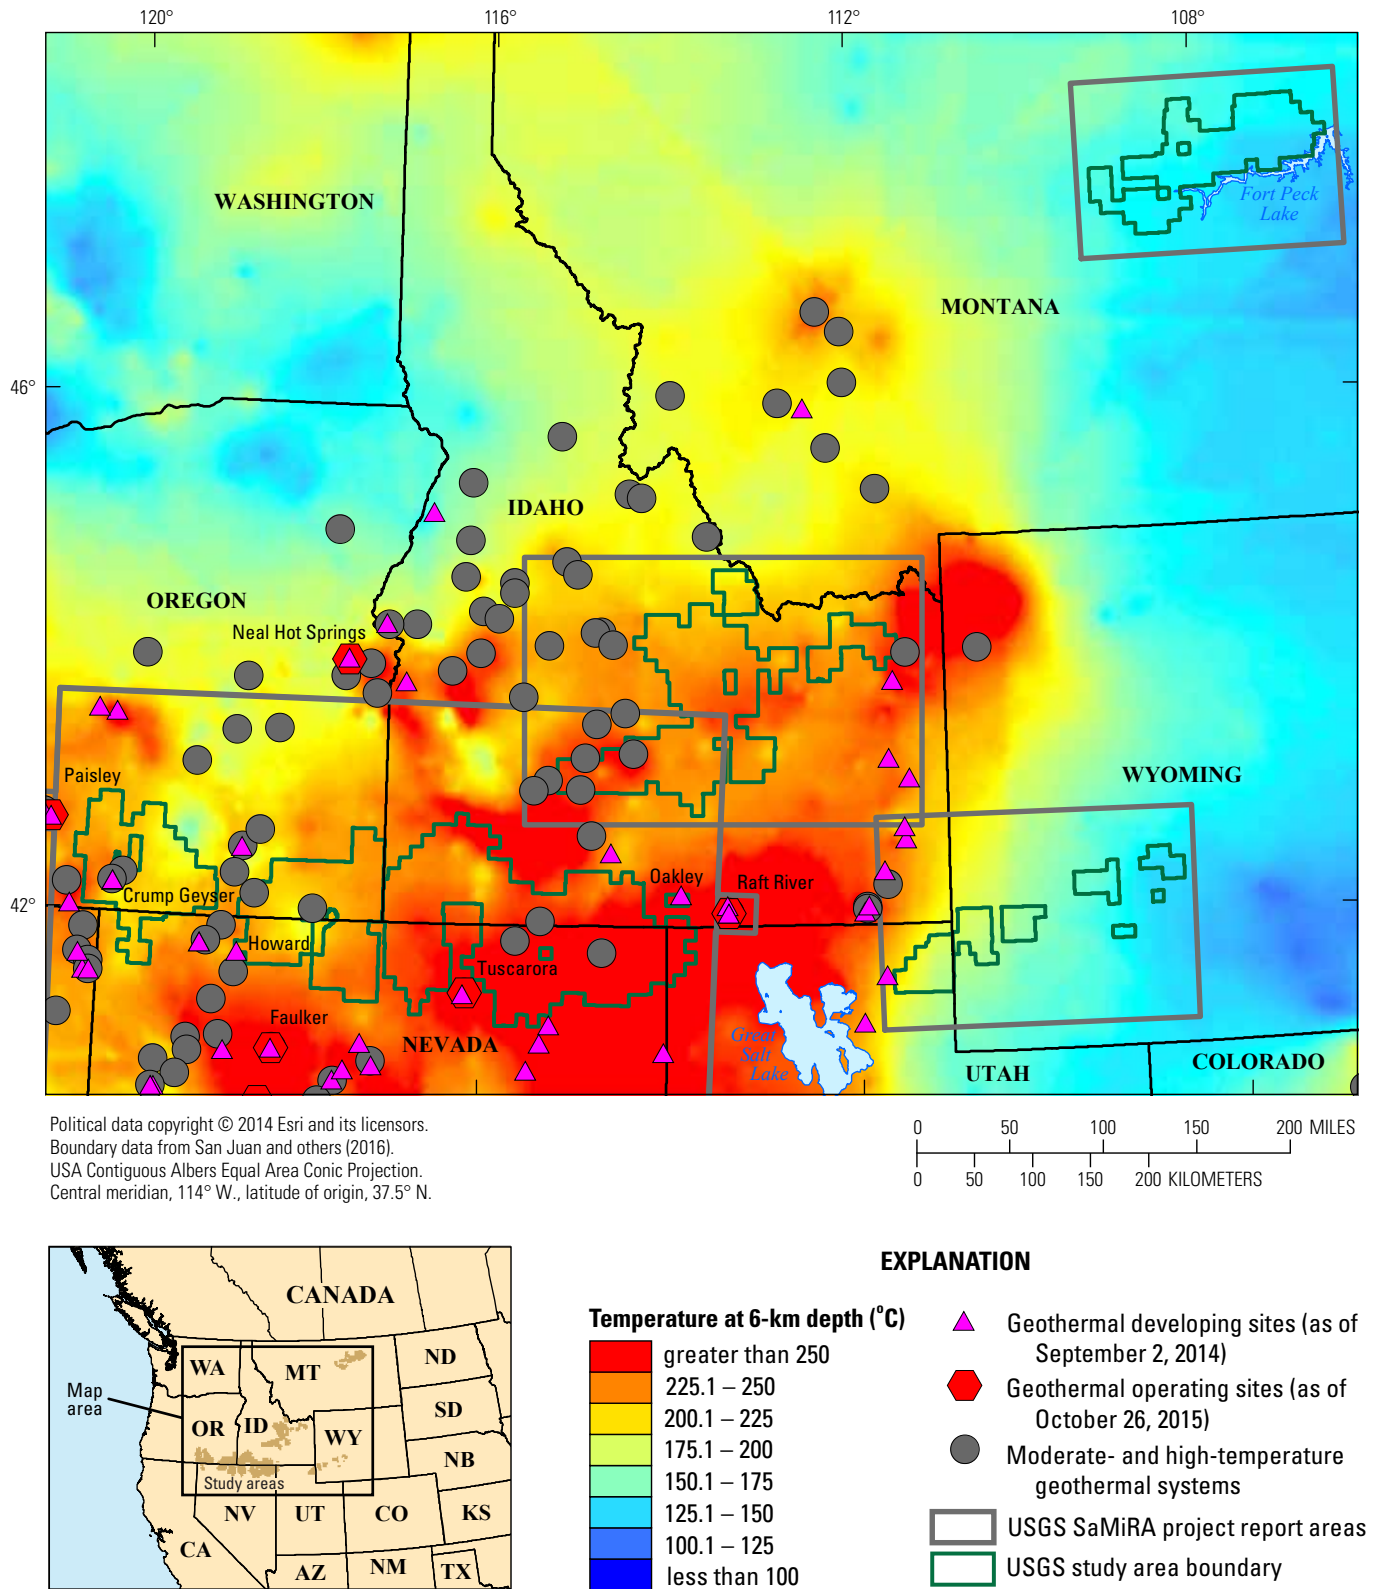 120°
116°
112°
108°
WASHINGTON
Fort Peck
Lake
MONTANA
46°
IDAHO
OREGON
Neal Hot Springs
Paisley
WYOMING
Oakley
Raft River
Crump Geyser
42°
Howard
Tuscarora
Faulker
NEVADA
Great
Salt
Lake
UTAH
COLORADO
Political data copyright © 2014 Esri and its licensors.
Boundary data from San Juan and others (2016).
USA Contiguous Albers Equal Area Conic Projection.
Central meridian, 114° W., latitude of origin, 37.5° N.
0 50 100 150 200 MILES
0 50 100 150 200 KILOMETERS
CANADA
WA
MT
ND
Map
area
OR
ID
WY
SD
NB
Study areas
NV
UT
CO
KS
CA
AZ
NM
TX
EXPLANATION
Temperature at 6-km depth (°C)
greater than 250
225.1 – 250
200.1 – 225
175.1 – 200
150.1 – 175
125.1 – 150
100.1 – 125
less than 100
Geothermal developing sites (as of
September 2, 2014)
Geothermal operating sites (as of
October 26, 2015)
Moderate- and high-temperature
geothermal systems
USGS SaMiRA project report areas
USGS study area boundary